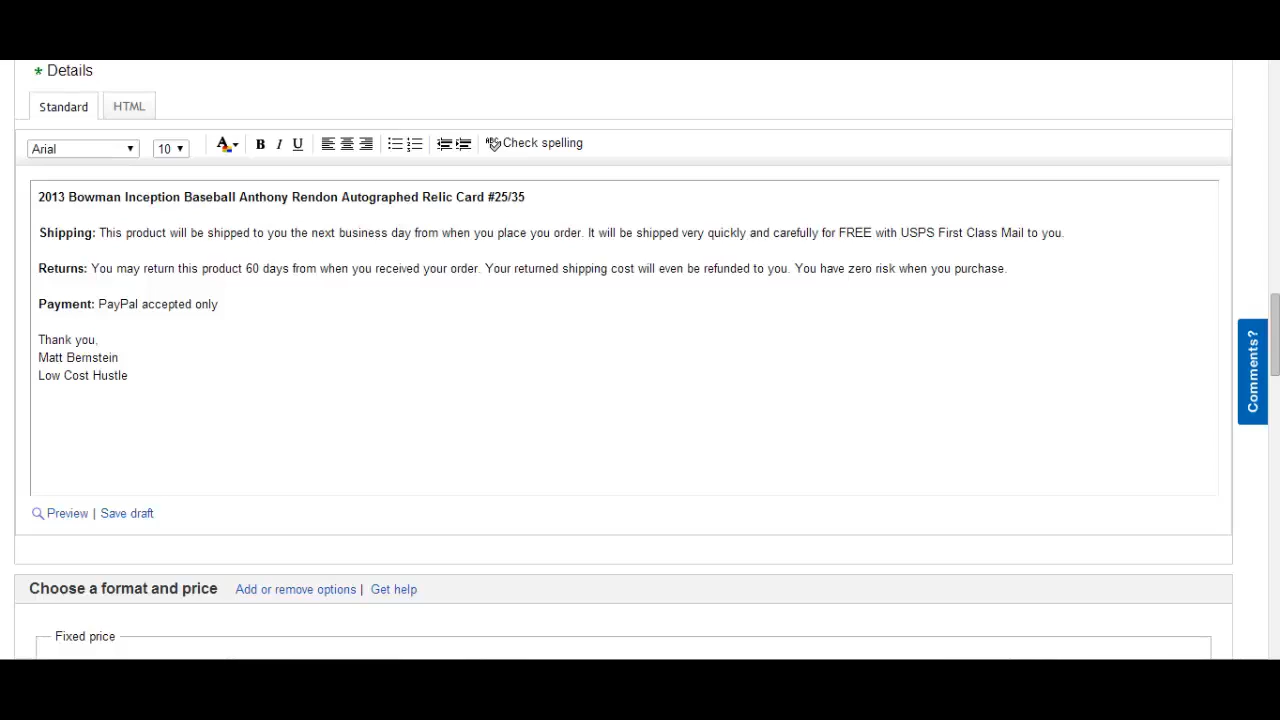 * Details
Standard HTML
Arial 10 A B I U ABC Check spelling
2013 Bowman Inception Baseball Anthony Rendon Autographed Relic Card #25/35
Shipping: This product will be shipped to you the next business day from when you place you order. It will be shipped very quickly and carefully for FREE with USPS First Class Mail to you.
Returns: You may return this product 60 days from when you received your order. Your returned shipping cost will even be refunded to you. You have zero risk when you purchase.
Payment: PayPal accepted only
Thank you,
Matt Bernstein
Low Cost Hustle
Comments?
Preview | Save draft
Choose a format and price Add or remove options | Get help
Fixed price